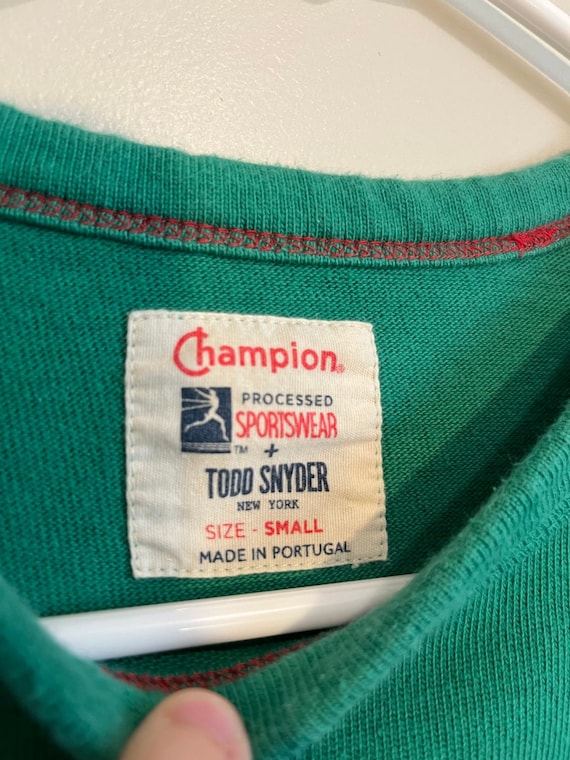 Champion®
PROCESSED
SPORTSWEAR
™ +
TODD SNYDER
NEW YORK
SIZE - SMALL
MADE IN PORTUGAL